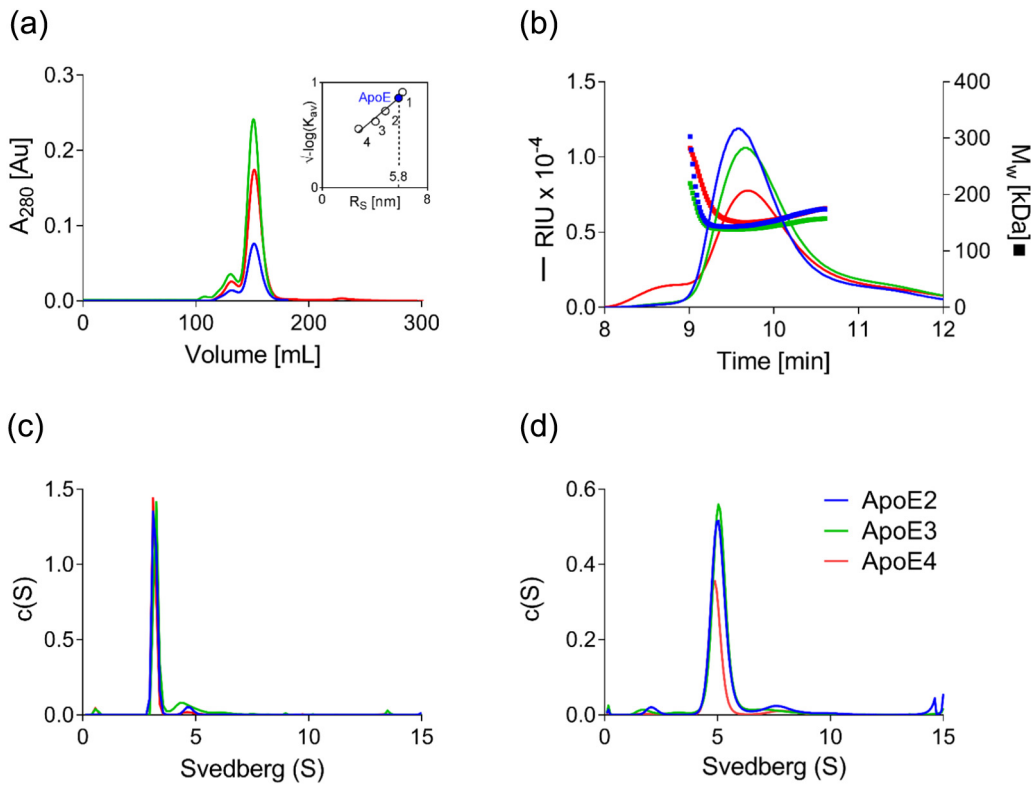 (a)
A280 [Au]
0.3
0.2
0.1
0.0
0
100
200
300
Volume [mL]
√-log(Kav)
1
0
ApoE
1
2
3
4
5.8
0
8
RS [nm]
(b)
— RIU x 10-4
1.5
1.0
0.5
0.0
8
9
10
11
12
Time [min]
400
300
200
100
0
Mw [kDa] ■
(c)
c(S)
1.5
1.0
1.5
0.0
0
5
10
15
Svedberg (S)
(d)
c(S)
0.6
0.4
0.2
0.0
0
5
10
15
Svedberg (S)
ApoE2
ApoE3
ApoE4